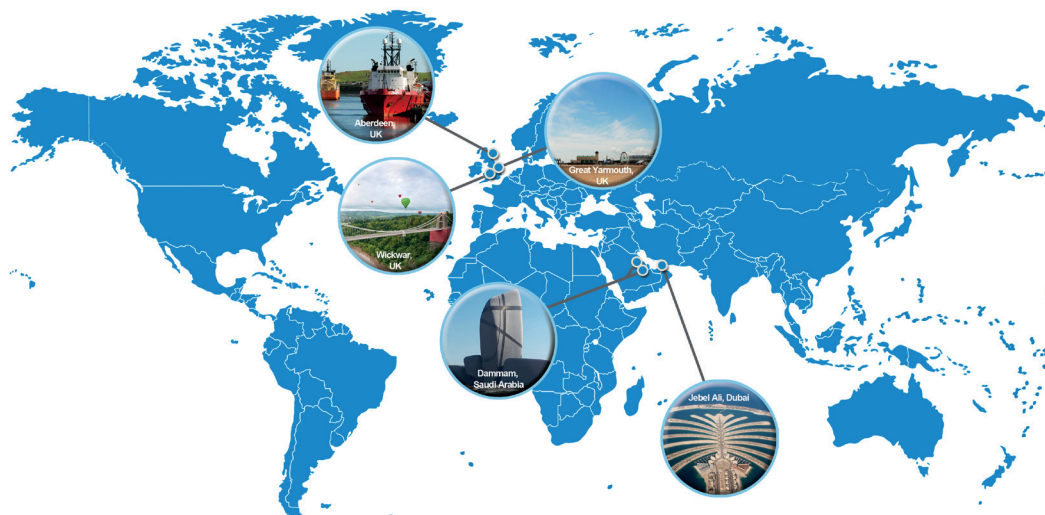 Aberdeen,
UK
Great Yarmouth,
UK
Wickwar,
UK
Dammam,
Saudi Arabia
Jebel Ali, Dubai